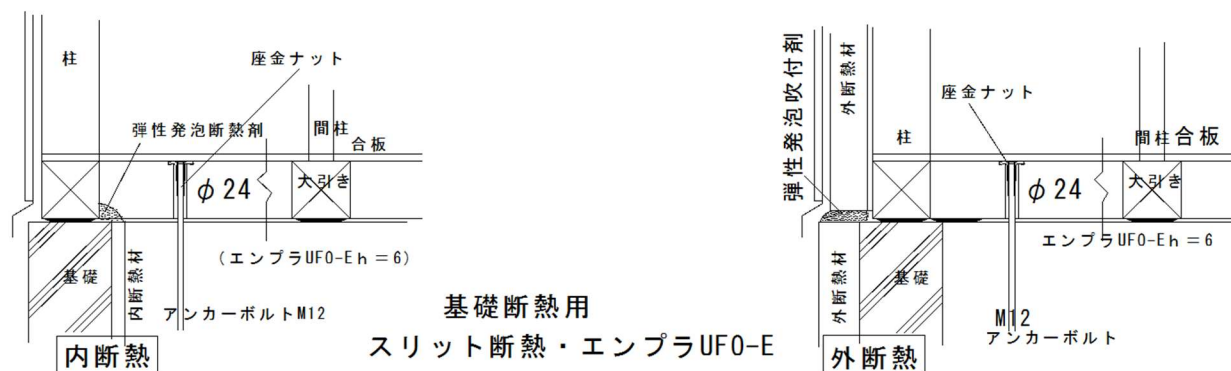 柱
座金ナット
弾性発泡断熱剤
間柱
合板
φ24
大引き
(エンプラUFO-Eh=6)
基礎
内断熱材
アンカーボルトM12
内断熱
基礎断熱用
スリット断熱・エンプラUFO-E
弾性発泡吹付剤
外断熱材
座金ナット
柱
間柱
合板
φ24
大引き
エンプラUFO-Eh=6
外断熱材
基礎
M12
アンカーボルト
外断熱